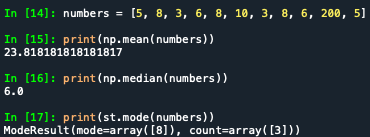 In [14]: numbers = [5, 8, 3, 6, 8, 10, 3, 8, 6, 200, 5]
In [15]: print(np.mean(numbers))
23.818181818181817
In [16]: print(np.median(numbers))
6.0
In [17]: print(st.mode(numbers))
ModeResult(mode=array([8]), count=array([3]))